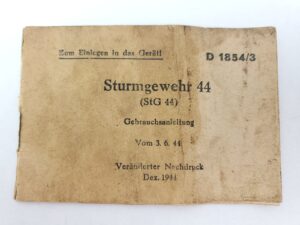 Zum Einlegen in das Gerät!
D 1854/3
Sturmgewehr 44
(StG 44)
Gebrauchsanleitung
Vom 3. 6. 44
Veränderter Nachdruck
Dez. 1944